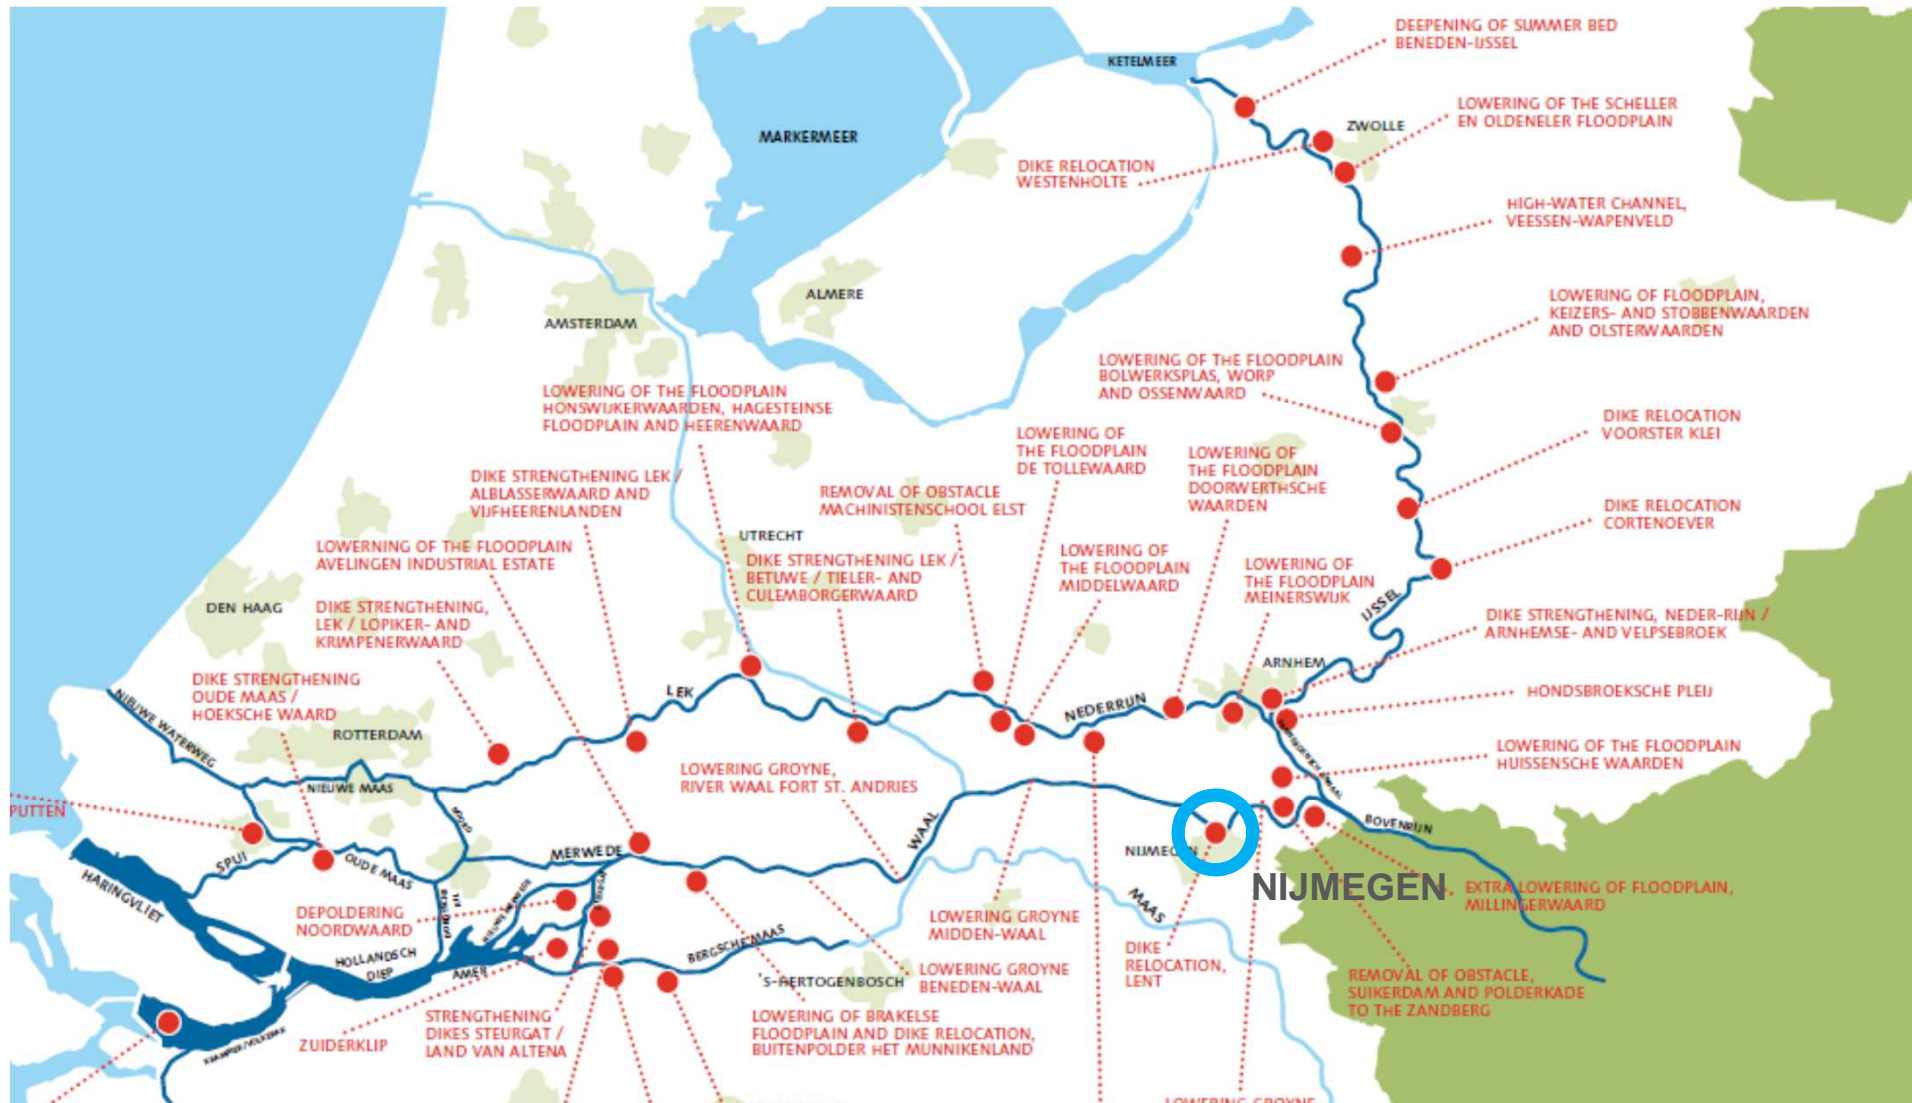 DEEPENING OF SUMMER BED
BENEDEN-IJSSEL
KETELMEER
LOWERING OF THE SCHELLER
EN OLDENELER FLOODPLAIN
ZWOLLE
MARKERMEER
DIKE RELOCATION
WESTENHOLTE
HIGH-WATER CHANNEL,
VEESSEN-WAPENVELD
ALMERE
LOWERING OF FLOODPLAIN,
KEIZERS- AND STOBBENWAARDEN
AND OLSTERWAARDEN
AMSTERDAM
LOWERING OF THE FLOODPLAIN
BOLWERKSPLAS, WORP
AND OSSENWAARD
LOWERING OF THE FLOODPLAIN
HONSWIJKERWAARDEN, HAGESTEINSE
FLOODPLAIN AND HEERENWAARD
DIKE RELOCATION
VOORSTER KLEI
LOWERING OF
THE FLOODPLAIN
DE TOLLEWAARD
LOWERING OF
THE FLOODPLAIN
DOORWERTHSCHE
WAARDEN
DIKE STRENGTHENING LEK /
ALBLASSERWAARD AND
VIJFHEERENLANDEN
REMOVAL OF OBSTACLE
MACHINISTENSCHOOL ELST
DIKE RELOCATION
CORTENOEVER
UTRECHT
LOWERNING OF THE FLOODPLAIN
AVELINGEN INDUSTRIAL ESTATE
DIKE STRENGTHENING LEK /
BETUWE / TIELER- AND
CULEMBORGERWAARD
LOWERING OF
THE FLOODPLAIN
MIDDELWAARD
LOWERING OF
THE FLOODPLAIN
MEINERSWIJK
DEN HAAG
DIKE STRENGTHENING,
LEK / LOPIKER- AND
KRIMPENERWAARD
IJSSEL
DIKE STRENGTHENING, NEDER-RIJN /
ARNHEMSE- AND VELPSEBROEK
ARNHEM
DIKE STRENGTHENING
OUDE MAAS /
HOEKSCHE WAARD
LEK
NEDERRIJN
HONDSBROEKSCHE PLEIJ
NIEUWE WATERWEG
ROTTERDAM
LOWERING OF THE FLOODPLAIN
HUISSENSCHE WAARDEN
LOWERING GROYNE,
RIVER WAAL FORT ST. ANDRIES
NIEUWE MAAS
PUTTEN
NOORD
WAAL
BOVENRIJN
MERWEDE
NIJMEGEN
SPUI
OUDE MAAS
HARINGVLIET
NIJMEGEN
EXTRA LOWERING OF FLOODPLAIN,
MILLINGERWAARD
MAAS
DEPOLDERING
NOORDWAARD
NIEUWE MERWEDE
LOWERING GROYNE
MIDDEN-WAAL
DIKE
RELOCATION,
LENT
BERGSCHE MAAS
HOLLANDSCH
DIEP
AMER
'S-HERTOGENBOSCH
LOWERING GROYNE
BENEDEN-WAAL
REMOVAL OF OBSTACLE,
SUIKERDAM AND POLDERKADE
TO THE ZANDBERG
ZUIDERKLIP
STRENGTHENING
DIKES STEURGAT /
LAND VAN ALTENA
LOWERING OF BRAKELSE
FLOODPLAIN AND DIKE RELOCATION,
BUITENPOLDER HET MUNNIKENLAND
LOWERING GROYNE